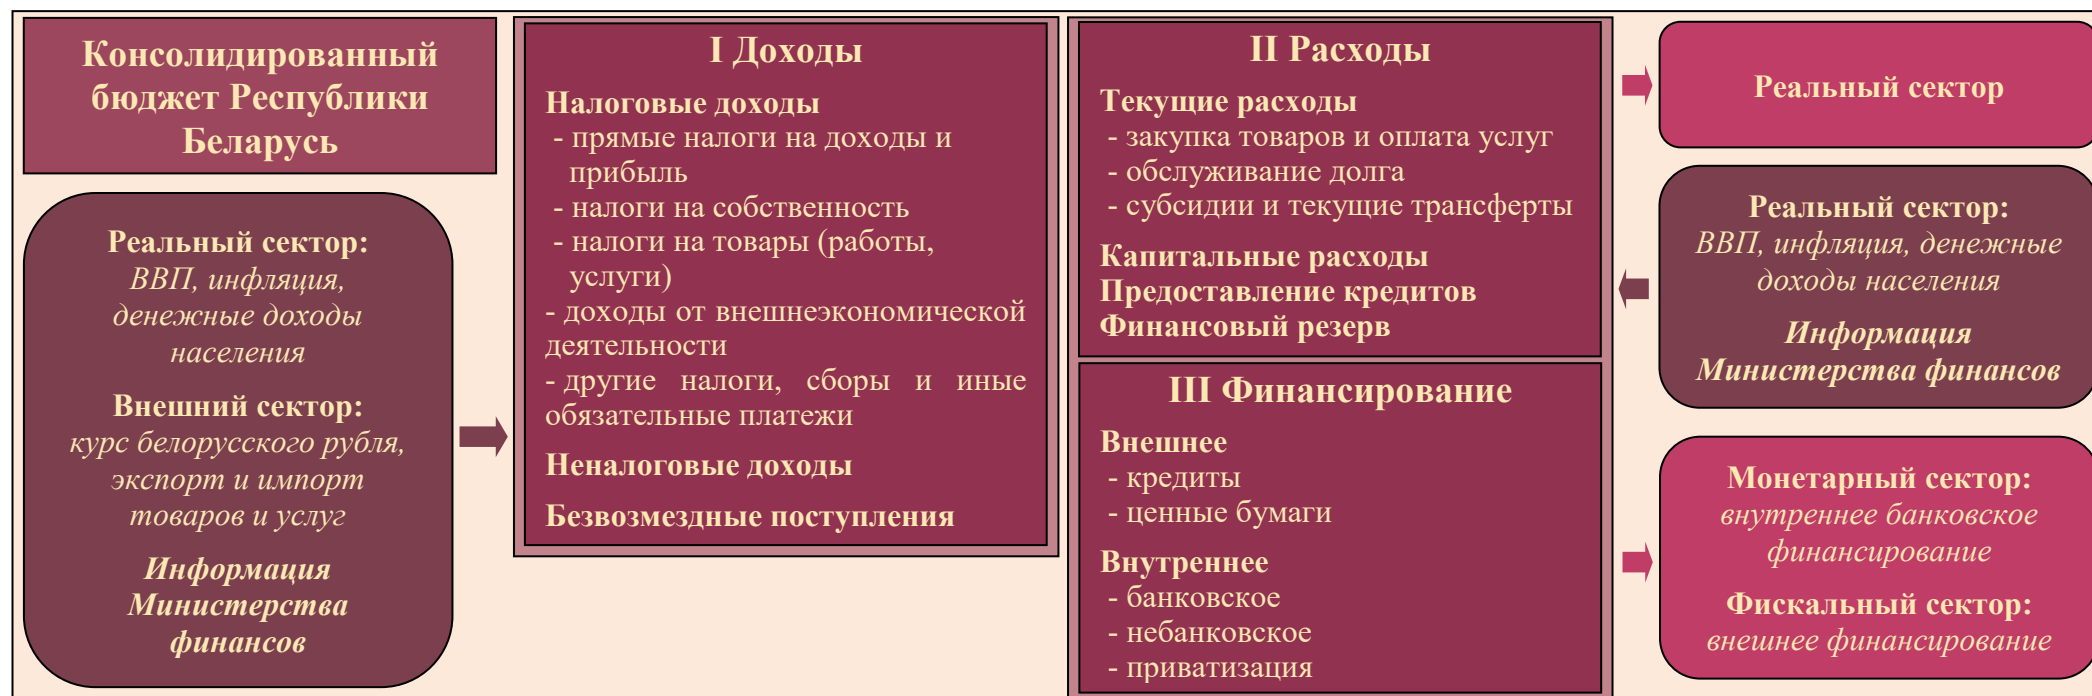 Консолидированный
бюджет Республики
Беларусь
Реальный сектор:
ВВП, инфляция,
денежные доходы
населения
Внешний сектор:
курс белорусского рубля,
экспорт и импорт
товаров и услуг
Информация
Министерства
финансов
I Доходы
Налоговые доходы
- прямые налоги на доходы и
прибыль
- налоги на собственность
- налоги на товары (работы,
услуги)
- доходы от внешнеэкономической
деятельности
- другие налоги, сборы и иные
обязательные платежи
Неналоговые доходы
Безвозмездные поступления
II Расходы
Текущие расходы
- закупка товаров и оплата услуг
- обслуживание долга
- субсидии и текущие трансферты
Капитальные расходы
Предоставление кредитов
Финансовый резерв
III Финансирование
Внешнее
- кредиты
- ценные бумаги
Внутреннее
- банковское
- небанковское
- приватизация
Реальный сектор
Реальный сектор:
ВВП, инфляция, денежные
доходы населения
Информация
Министерства финансов
Монетарный сектор:
внутреннее банковское
финансирование
Фискальный сектор:
внешнее финансирование